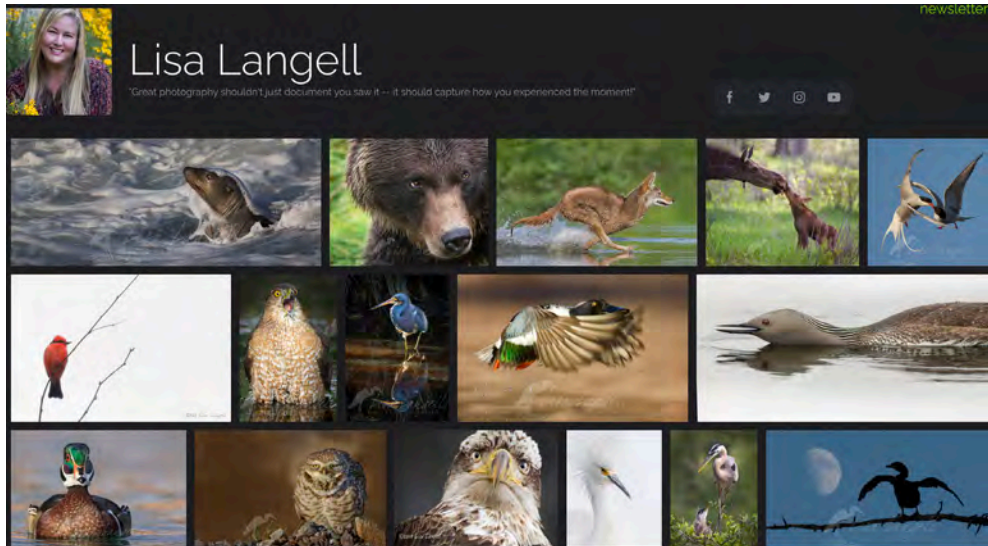 newsletter
Lisa Langell
"Great photography shouldn't just document you saw it -- it should capture how you experienced the moment!"